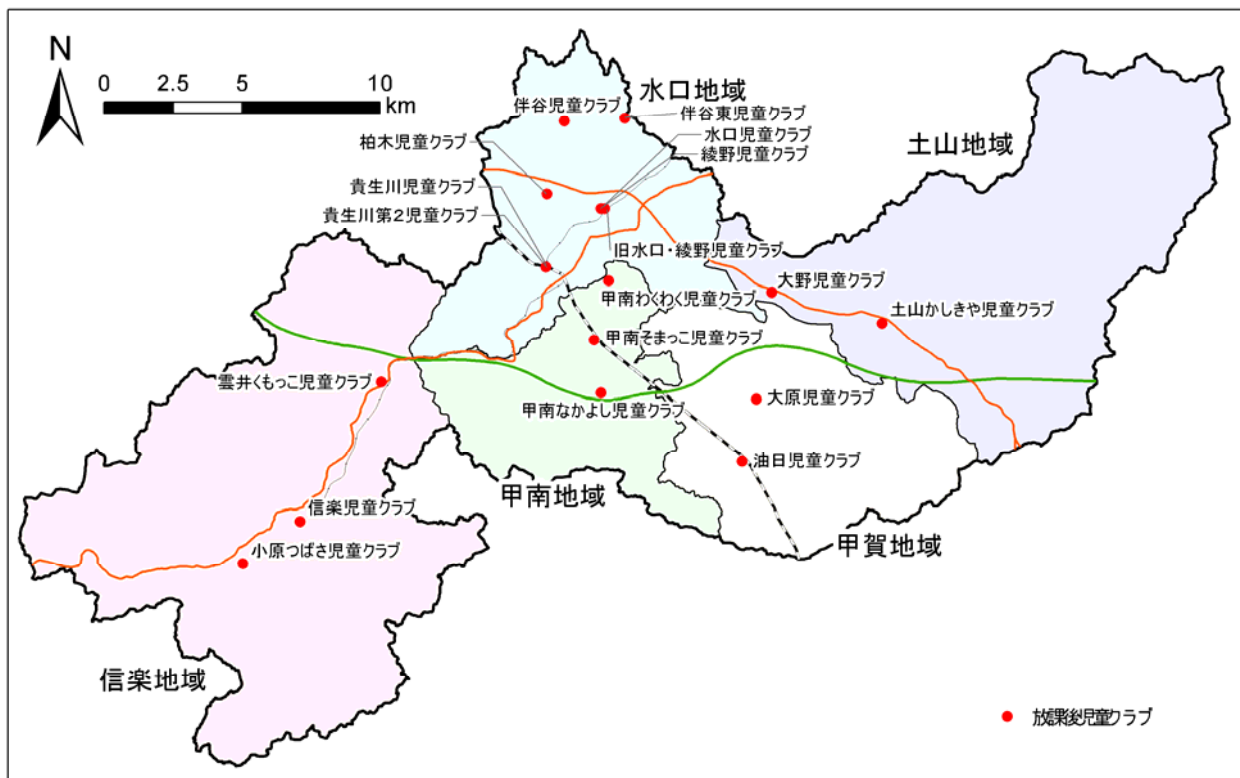 N
0 2.5 5 10
km
水口地域
伴谷児童クラブ
伴谷東児童クラブ
柏木児童クラブ
水口児童クラブ
綾野児童クラブ
土山地域
貴生川児童クラブ
貴生川第2児童クラブ
旧水口・綾野児童クラブ
大野児童クラブ
甲南わくわく児童クラブ
土山かしきや児童クラブ
甲南そまっこ児童クラブ
雲井くもっこ児童クラブ
大原児童クラブ
甲南なかよし児童クラブ
油日児童クラブ
甲南地域
信楽児童クラブ
甲賀地域
小原つばさ児童クラブ
信楽地域
放課後児童クラブ